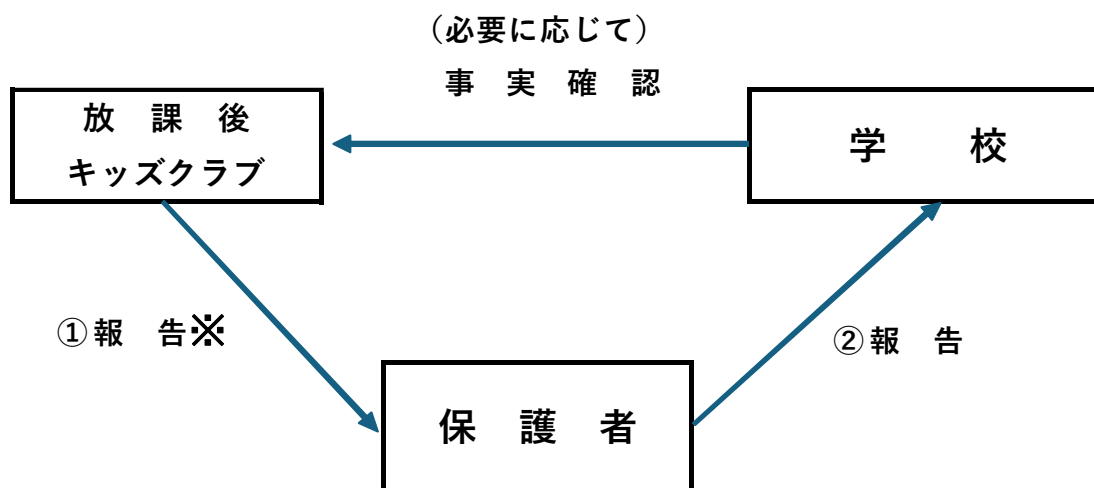 （必要に応じて）
事　実　確　認
放　課　後
キッズクラブ
学　　校
①報　告※
②報　告
保　護　者